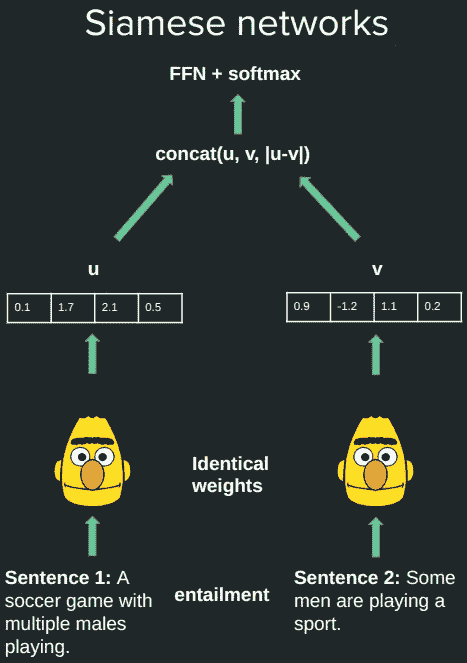 Siamese networks
FFN + softmax
concat(u, v, |u-v|)
u
v
0.1 1.7 2.1 0.5
0.9 -1.2 1.1 0.2
Identical
weights
Sentence 1: A
soccer game with
multiple males
playing.
entailment
Sentence 2: Some
men are playing a
sport.